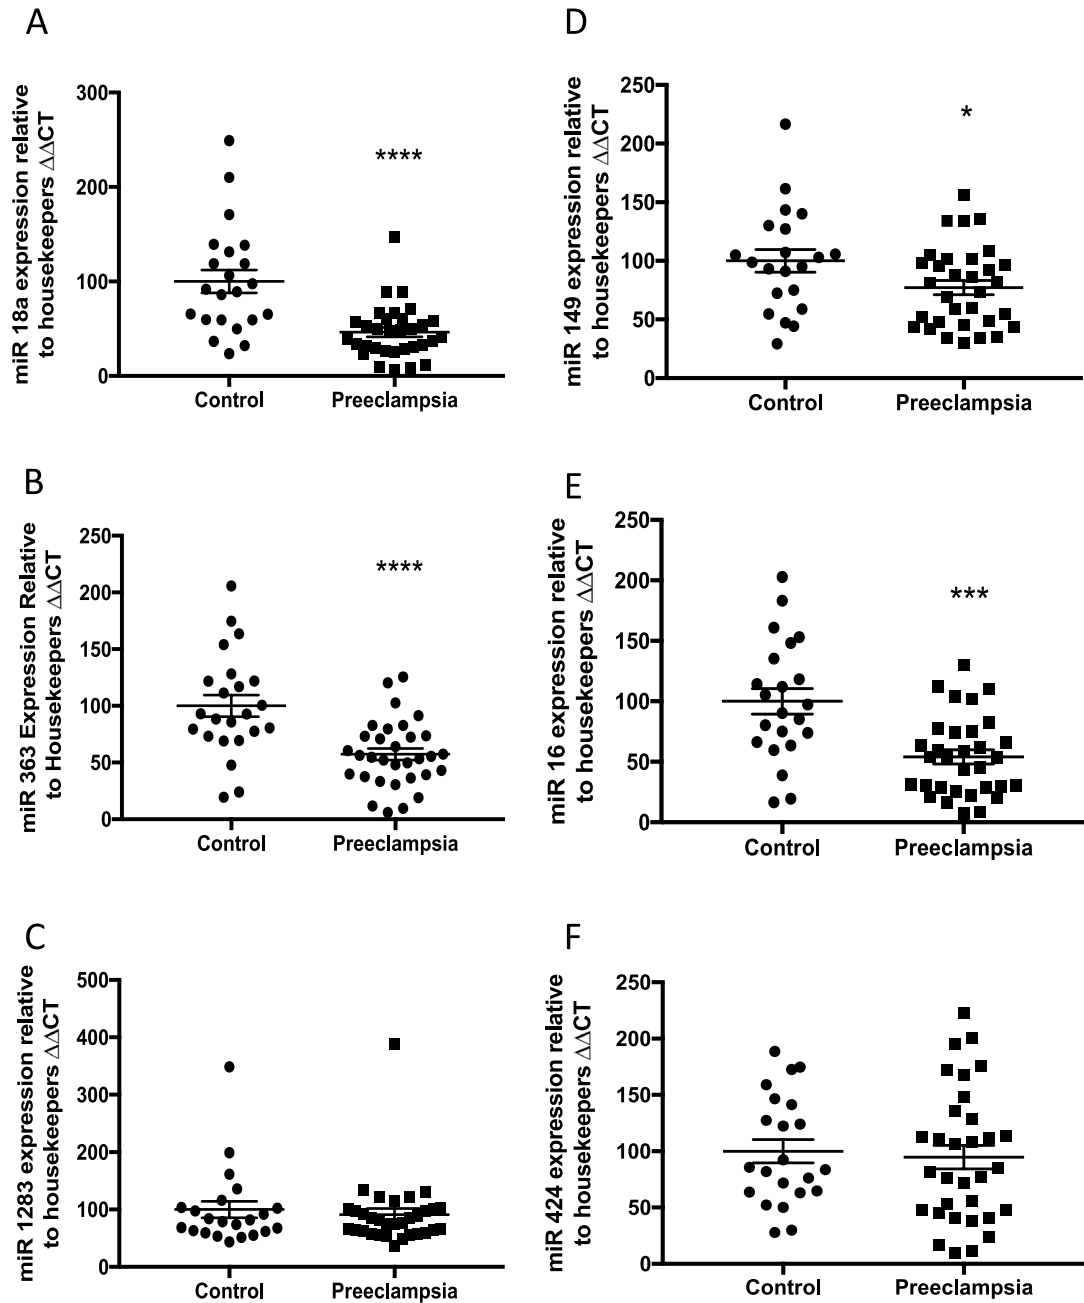 A
miR 18a expression relative
to housekeepers ΔΔCT
300
200
100
0
****
Control
Preeclampsia
D
miR 149 expression relative
to housekeepers ΔΔCT
250
200
150
100
50
0
*
Control
Preeclampsia
B
miR 363 Expression Relative
to Housekeepers ΔΔCT
250
200
150
100
50
0
****
Control
Preeclampsia
E
miR 16 expression relative
to housekeepers ΔΔCT
250
200
150
100
50
0
***
Control
Preeclampsia
C
miR 1283 expression relative
to housekeepers ΔΔCT
500
400
300
200
100
0
Control
Preeclampsia
F
miR 424 expression relative
to housekeepers ΔΔCT
250
200
150
100
50
0
Control
Preeclampsia